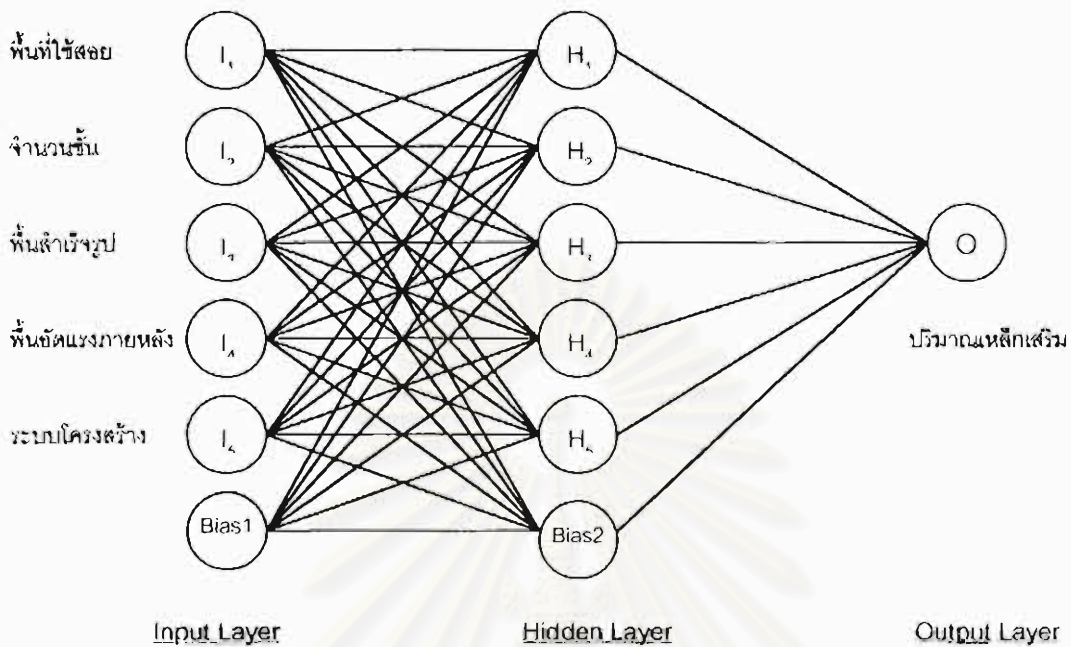 พื้นที่ใช้สอย I₁ H₁
จำนวนชั้น I₂ H₂
พื้นสำเร็จรูป I₃ H₃ O
พื้นอัดแรงภายหลัง I₄ H₄ ปริมาณเหล็กเสริม
ระบบโครงสร้าง I₅ H₅
Bias1 Bias2
Input Layer Hidden Layer Output Layer